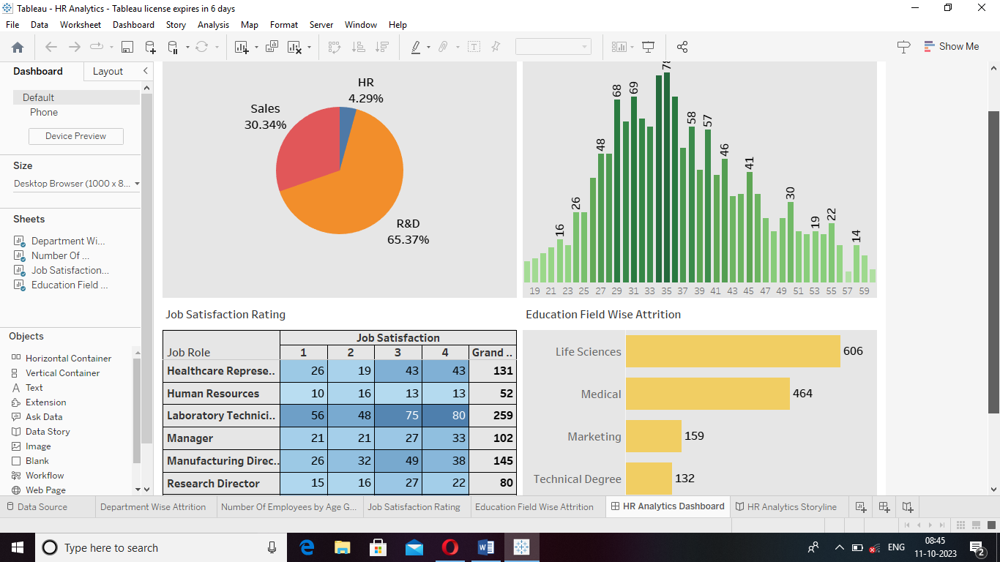 Tableau - HR Analytics - Tableau license expires in 6 days
File Data Worksheet Dashboard Story Analysis Map Format Server Window Help
Show Me
Dashboard Layout
Default
Phone
Device Preview
Size
Desktop Browser (1000 x 8...
Sheets
Department Wi...
Number Of ...
Job Satisfaction...
Education Field ...
Objects
Horizontal Container
Vertical Container
Text
Extension
Ask Data
Data Story
Image
Blank
Workflow
Web Page
HR
4.29%
Sales
30.34%
R&D
65.37%
16 26 48 68 69 58 57 46 41 30 19 22 14
19 21 23 25 27 29 31 33 35 37 39 41 43 45 47 49 51 53 55 57 59
Job Satisfaction Rating
Job Satisfaction
Job Role 1 2 3 4 Grand ..
Healthcare Represe.. 26 19 43 43 131
Human Resources 10 16 13 13 52
Laboratory Technici.. 56 48 75 80 259
Manager 21 21 27 33 102
Manufacturing Direc.. 26 32 49 38 145
Research Director 15 16 27 22 80
Education Field Wise Attrition
Life Sciences 606
Medical 464
Marketing 159
Technical Degree 132
Data Source Department Wise Attrition Number Of Employees by Age G... Job Satisfaction Rating Education Field Wise Attrition HR Analytics Dashboard HR Analytics Storyline
Type here to search
ENG
08:45
11-10-2023
2